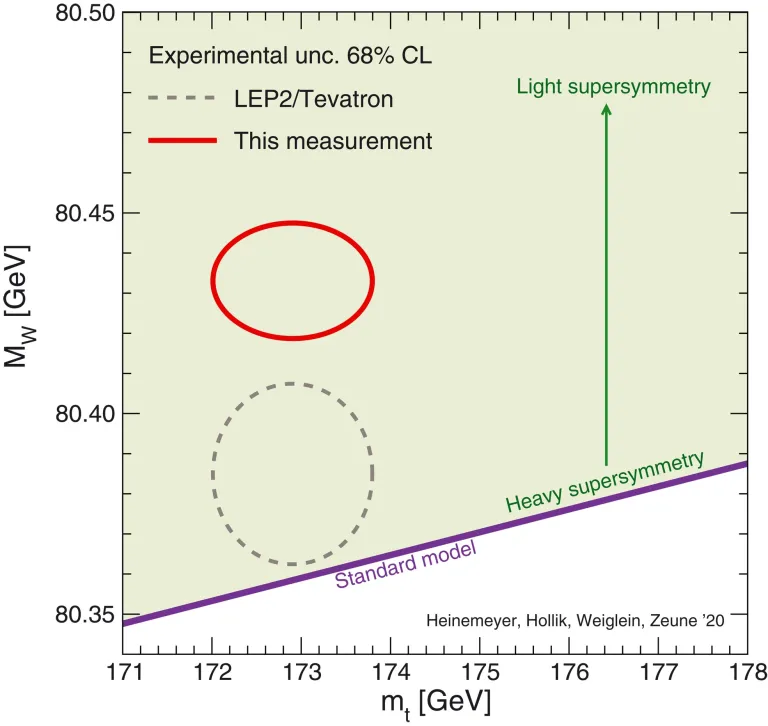 80.50
Experimental unc. 68% CL
LEP2/Tevatron
This measurement
Light supersymmetry
80.45
M_W [GeV]
80.40
Heavy supersymmetry
Standard model
80.35
Heinemeyer, Hollik, Weiglein, Zeune '20
171 172 173 174 175 176 177 178
m_t [GeV]